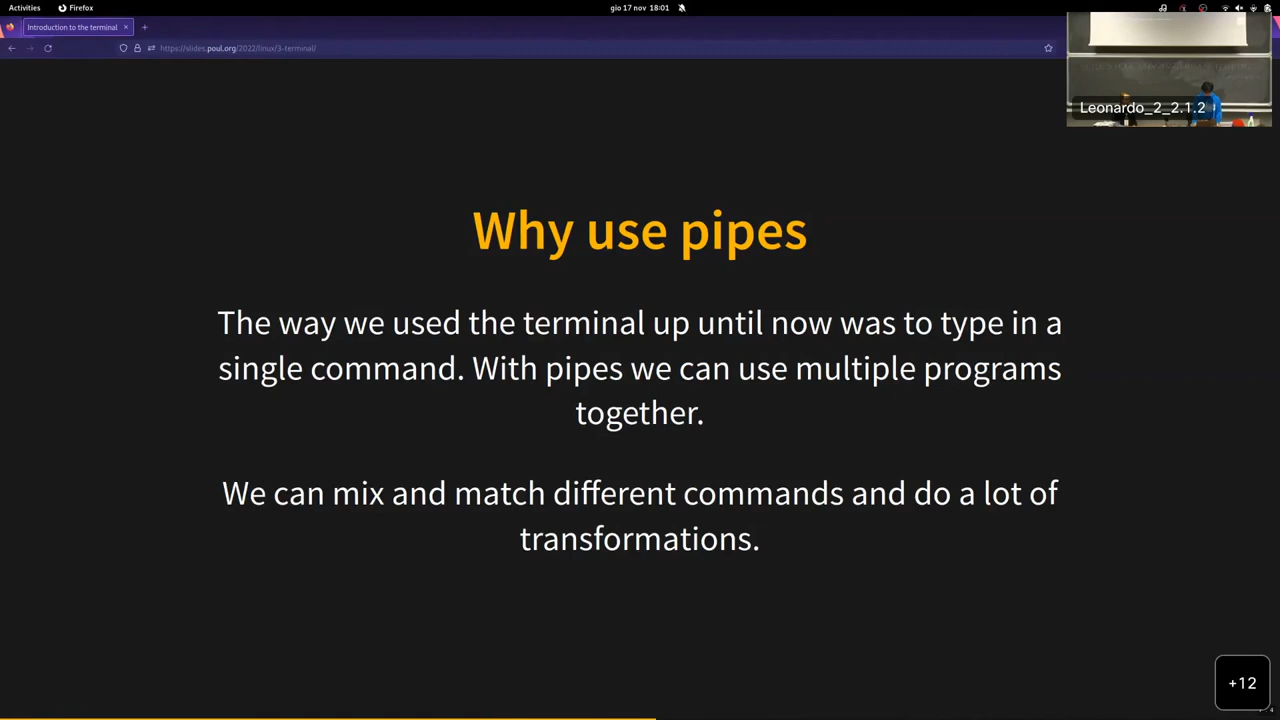 Activities
Firefox
gio 17 nov 18:01
Introduction to the terminal
https://slides.poul.org/2022/linux/3-terminal/
Leonardo_2_2.1.2
Why use pipes
The way we used the terminal up until now was to type in a
single command. With pipes we can use multiple programs
together.
We can mix and match different commands and do a lot of
transformations.
+12